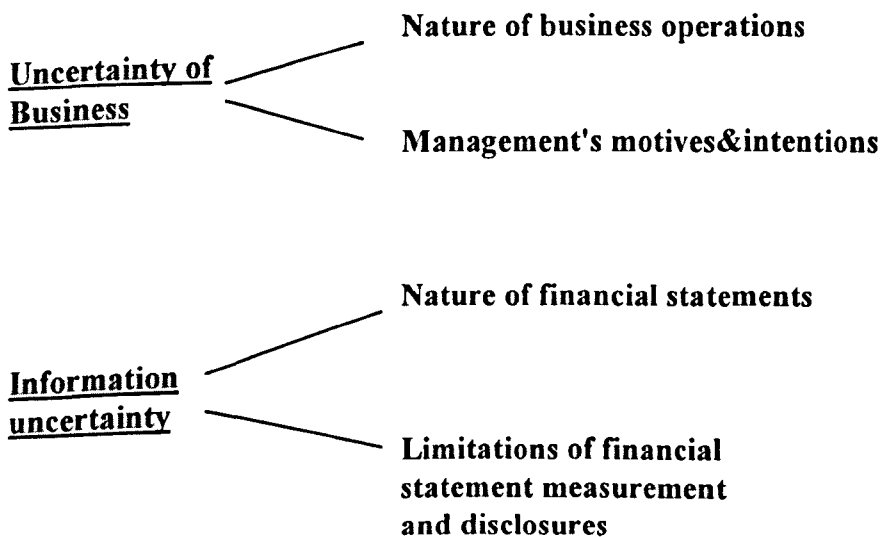 Nature of business operations
Uncertainty of
Business
Management's motives&intentions
Nature of financial statements
Information
uncertainty
Limitations of financial
statement measurement
and disclosures